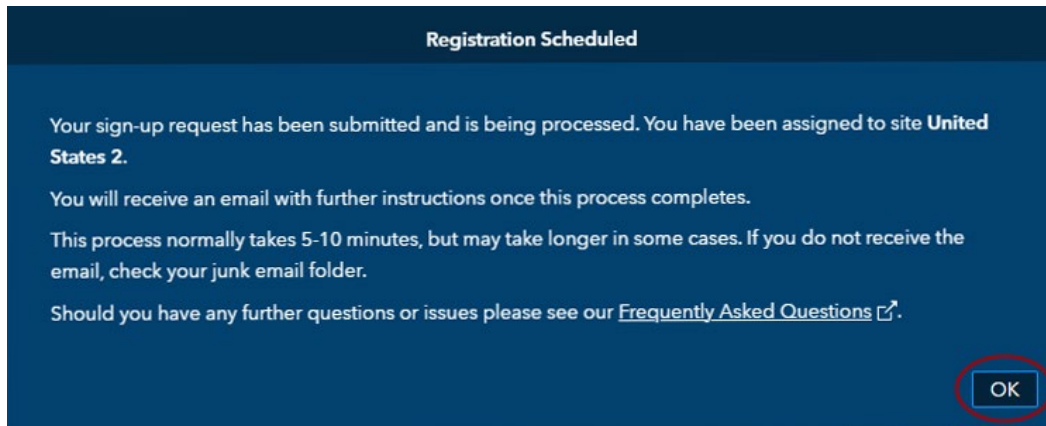 Registration Scheduled
Your sign-up request has been submitted and is being processed. You have been assigned to site United
States 2.
You will receive an email with further instructions once this process completes.
This process normally takes 5-10 minutes, but may take longer in some cases. If you do not receive the
email, check your junk email folder.
Should you have any further questions or issues please see our Frequently Asked Questions.
OK